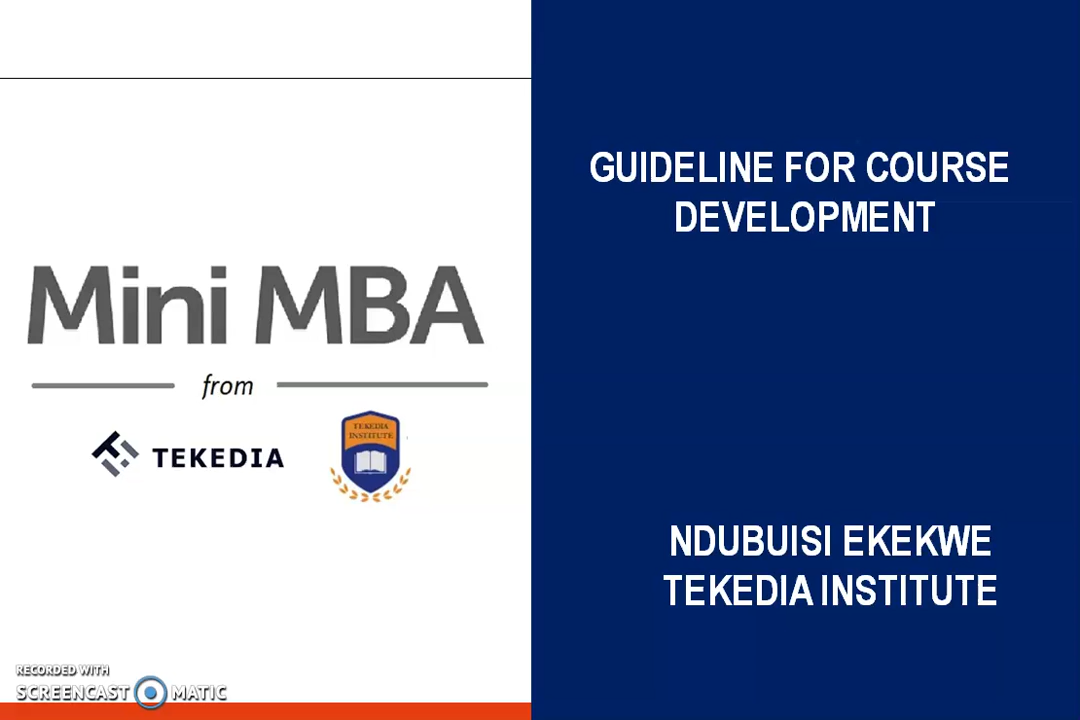 GUIDELINE FOR COURSE
DEVELOPMENT
Mini MBA
from
TEKEDIA
TEKEDIA
INSTITUTE
NDUBUISI EKEKWE
TEKEDIA INSTITUTE
RECORDED WITH
SCREENCAST MATIC